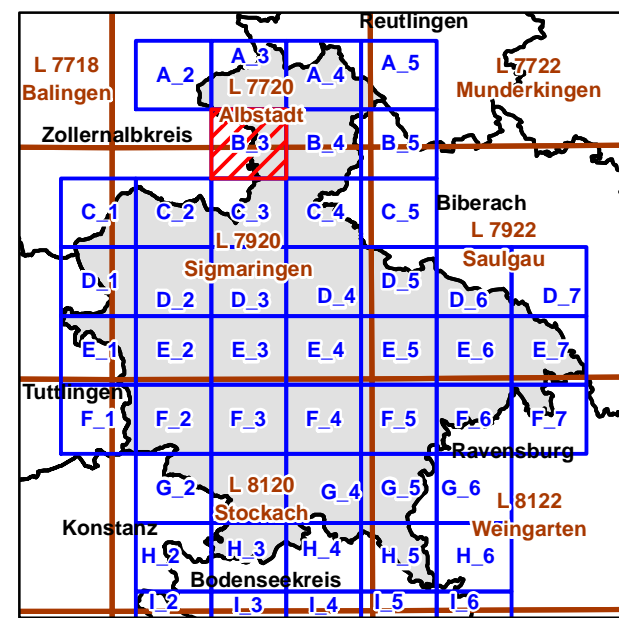 Reutlingen
A_2 A_3 A_4 A_5
L 7718
Balingen
L 7720
Albstadt
L 7722
Munderkingen
Zollernalbkreis
B_3 B_4 B_5
C_1 C_2 C_3 C_4 C_5
Biberach
L 7920
Sigmaringen
L 7922
Saulgau
D_1 D_2 D_3 D_4 D_5 D_6 D_7
E_1 E_2 E_3 E_4 E_5 E_6 E_7
Tuttlingen
F_1 F_2 F_3 F_4 F_5 F_6 F_7
Ravensburg
G_2 G_4 G_5 G_6
L 8120
Stockach
L 8122
Weingarten
Konstanz
H_2 H_3 H_4 H_5 H_6
Bodenseekreis
I_2 I_3 I_4 I_5 I_6